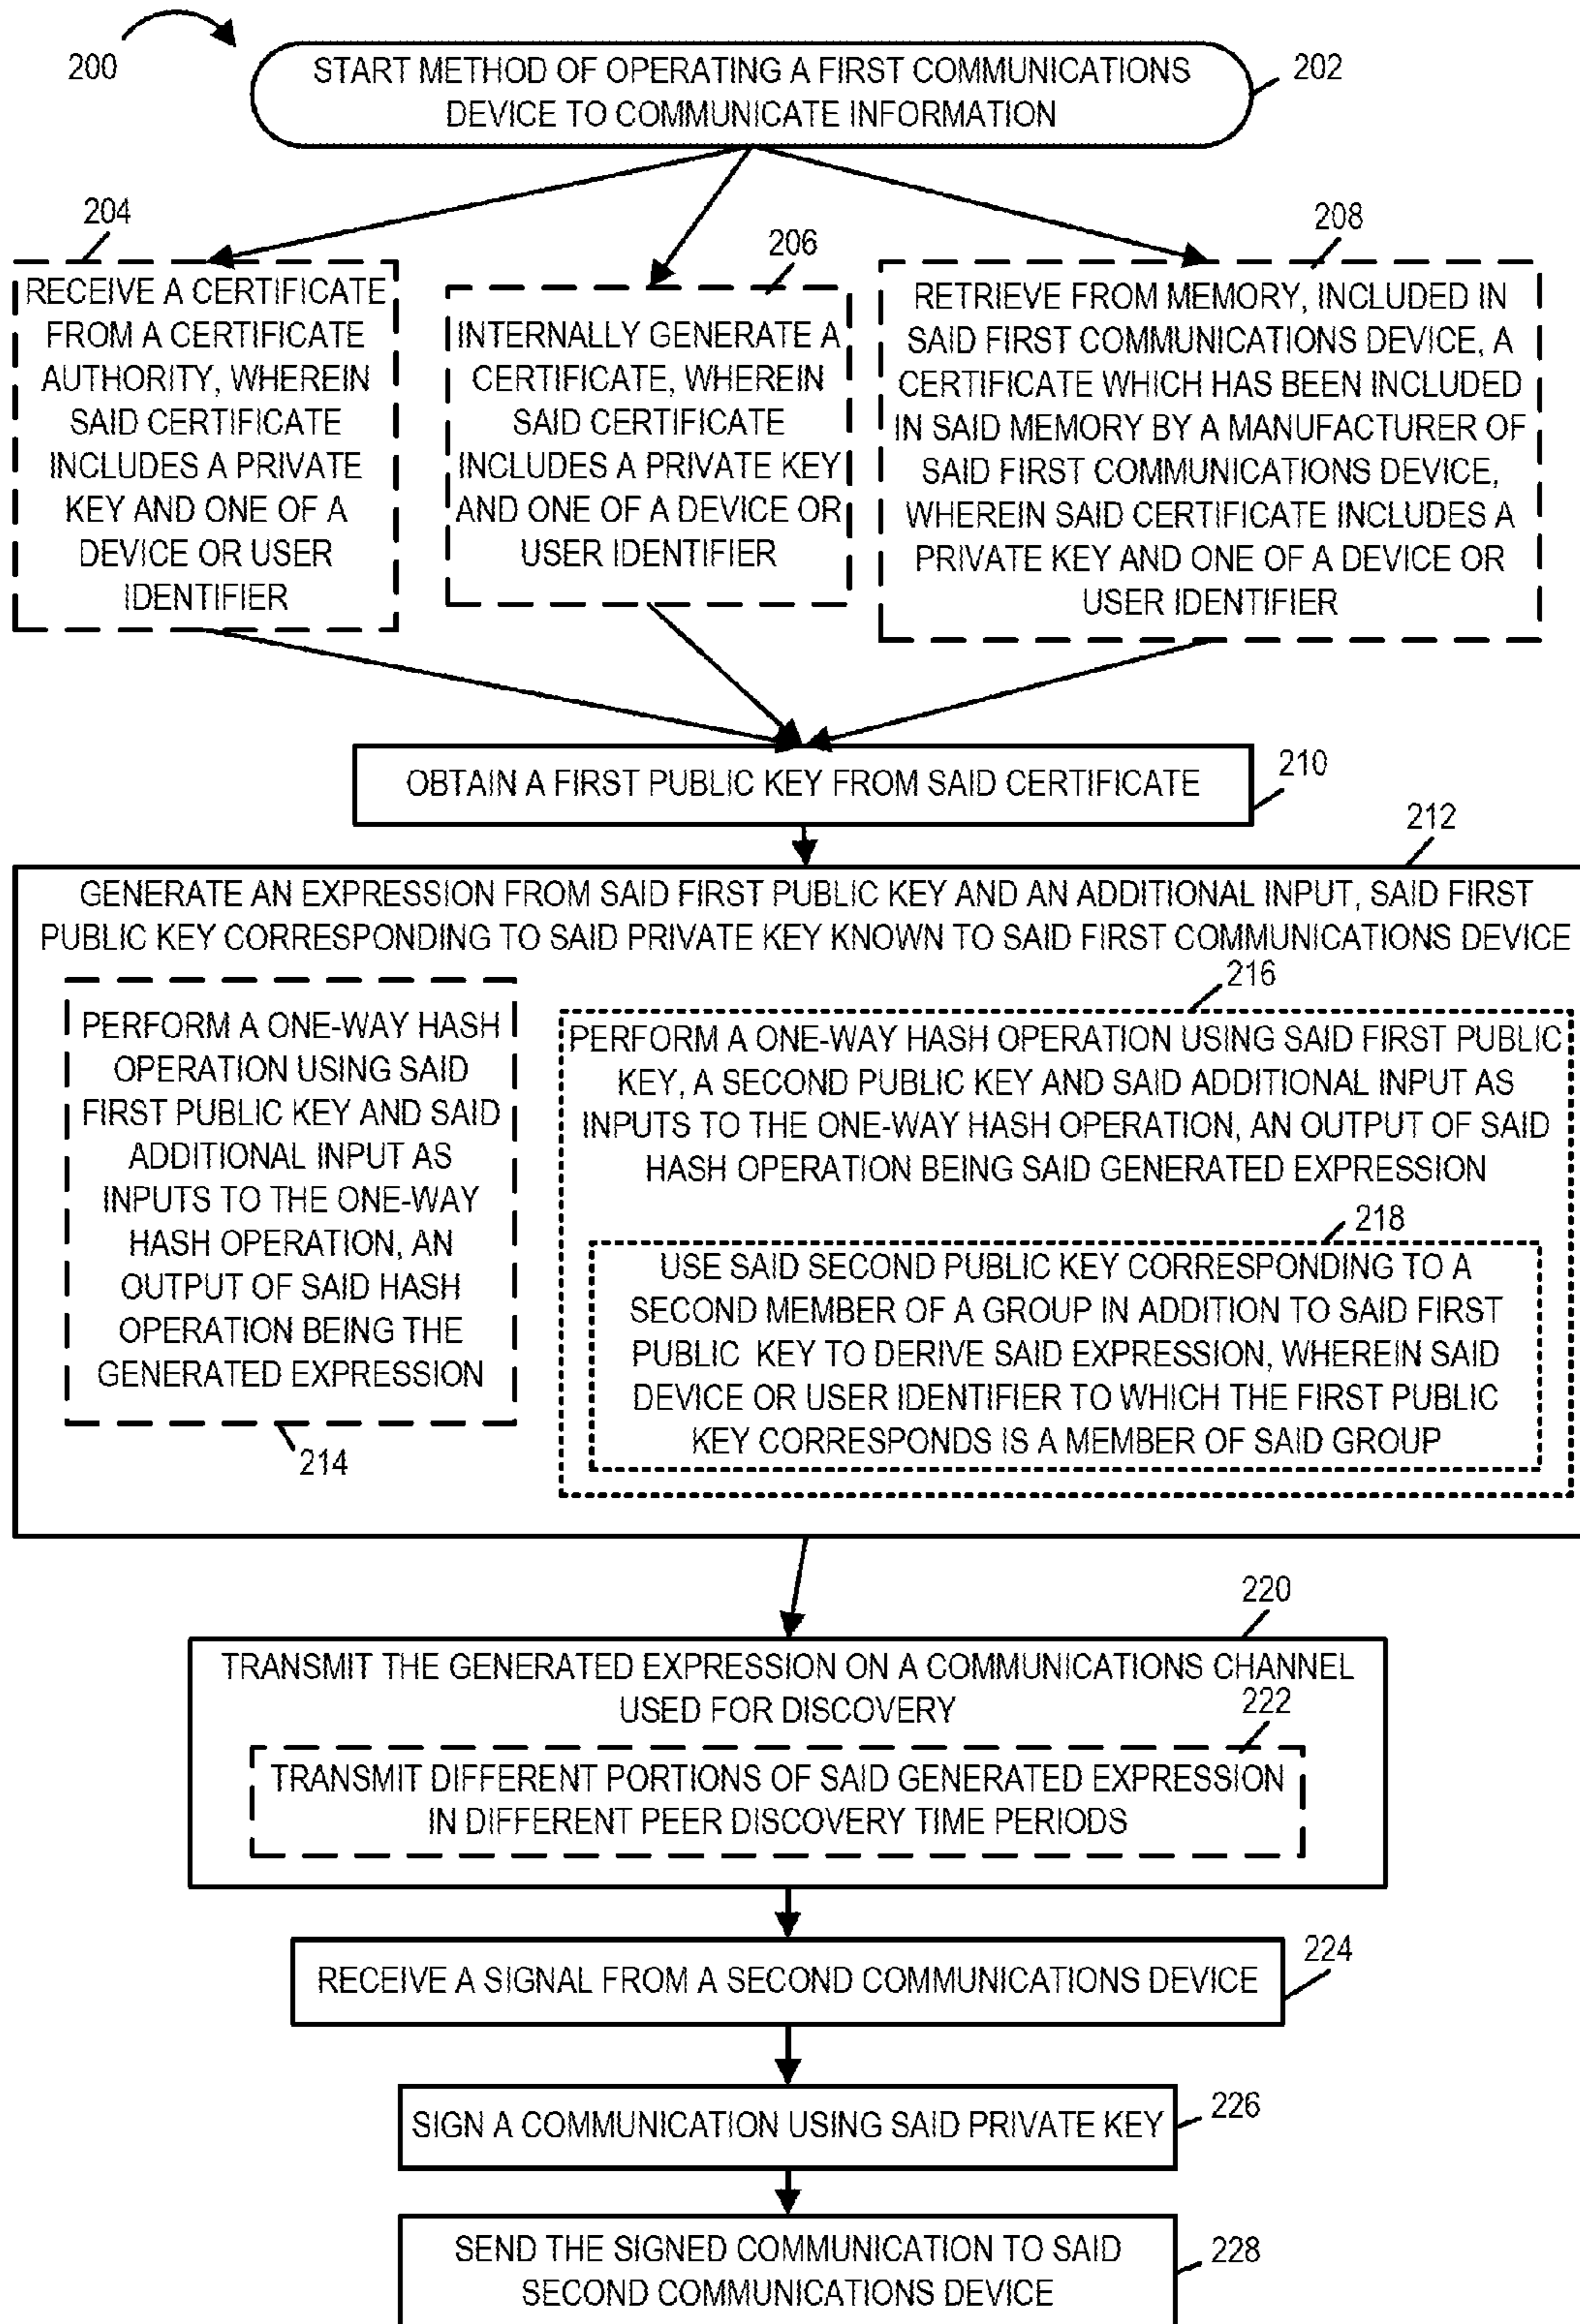 200
START METHOD OF OPERATING A FIRST COMMUNICATIONS
DEVICE TO COMMUNICATE INFORMATION
202
204
RECEIVE A CERTIFICATE
FROM A CERTIFICATE
AUTHORITY, WHEREIN
SAID CERTIFICATE
INCLUDES A PRIVATE
KEY AND ONE OF A
DEVICE OR USER
IDENTIFIER
206
INTERNALLY GENERATE A
CERTIFICATE, WHEREIN
SAID CERTIFICATE
INCLUDES A PRIVATE KEY
AND ONE OF A DEVICE OR
USER IDENTIFIER
208
RETRIEVE FROM MEMORY, INCLUDED IN
SAID FIRST COMMUNICATIONS DEVICE, A
CERTIFICATE WHICH HAS BEEN INCLUDED
IN SAID MEMORY BY A MANUFACTURER OF
SAID FIRST COMMUNICATIONS DEVICE,
WHEREIN SAID CERTIFICATE INCLUDES A
PRIVATE KEY AND ONE OF A DEVICE OR
USER IDENTIFIER
OBTAIN A FIRST PUBLIC KEY FROM SAID CERTIFICATE
210
212
GENERATE AN EXPRESSION FROM SAID FIRST PUBLIC KEY AND AN ADDITIONAL INPUT, SAID FIRST
PUBLIC KEY CORRESPONDING TO SAID PRIVATE KEY KNOWN TO SAID FIRST COMMUNICATIONS DEVICE
PERFORM A ONE-WAY HASH
OPERATION USING SAID
FIRST PUBLIC KEY AND SAID
ADDITIONAL INPUT AS
INPUTS TO THE ONE-WAY
HASH OPERATION, AN
OUTPUT OF SAID HASH
OPERATION BEING THE
GENERATED EXPRESSION
214
216
PERFORM A ONE-WAY HASH OPERATION USING SAID FIRST PUBLIC
KEY, A SECOND PUBLIC KEY AND SAID ADDITIONAL INPUT AS
INPUTS TO THE ONE-WAY HASH OPERATION, AN OUTPUT OF SAID
HASH OPERATION BEING SAID GENERATED EXPRESSION
218
USE SAID SECOND PUBLIC KEY CORRESPONDING TO A
SECOND MEMBER OF A GROUP IN ADDITION TO SAID FIRST
PUBLIC KEY TO DERIVE SAID EXPRESSION, WHEREIN SAID
DEVICE OR USER IDENTIFIER TO WHICH THE FIRST PUBLIC
KEY CORRESPONDS IS A MEMBER OF SAID GROUP
220
TRANSMIT THE GENERATED EXPRESSION ON A COMMUNICATIONS CHANNEL
USED FOR DISCOVERY
222
TRANSMIT DIFFERENT PORTIONS OF SAID GENERATED EXPRESSION
IN DIFFERENT PEER DISCOVERY TIME PERIODS
RECEIVE A SIGNAL FROM A SECOND COMMUNICATIONS DEVICE
224
SIGN A COMMUNICATION USING SAID PRIVATE KEY
226
SEND THE SIGNED COMMUNICATION TO SAID
SECOND COMMUNICATIONS DEVICE
228